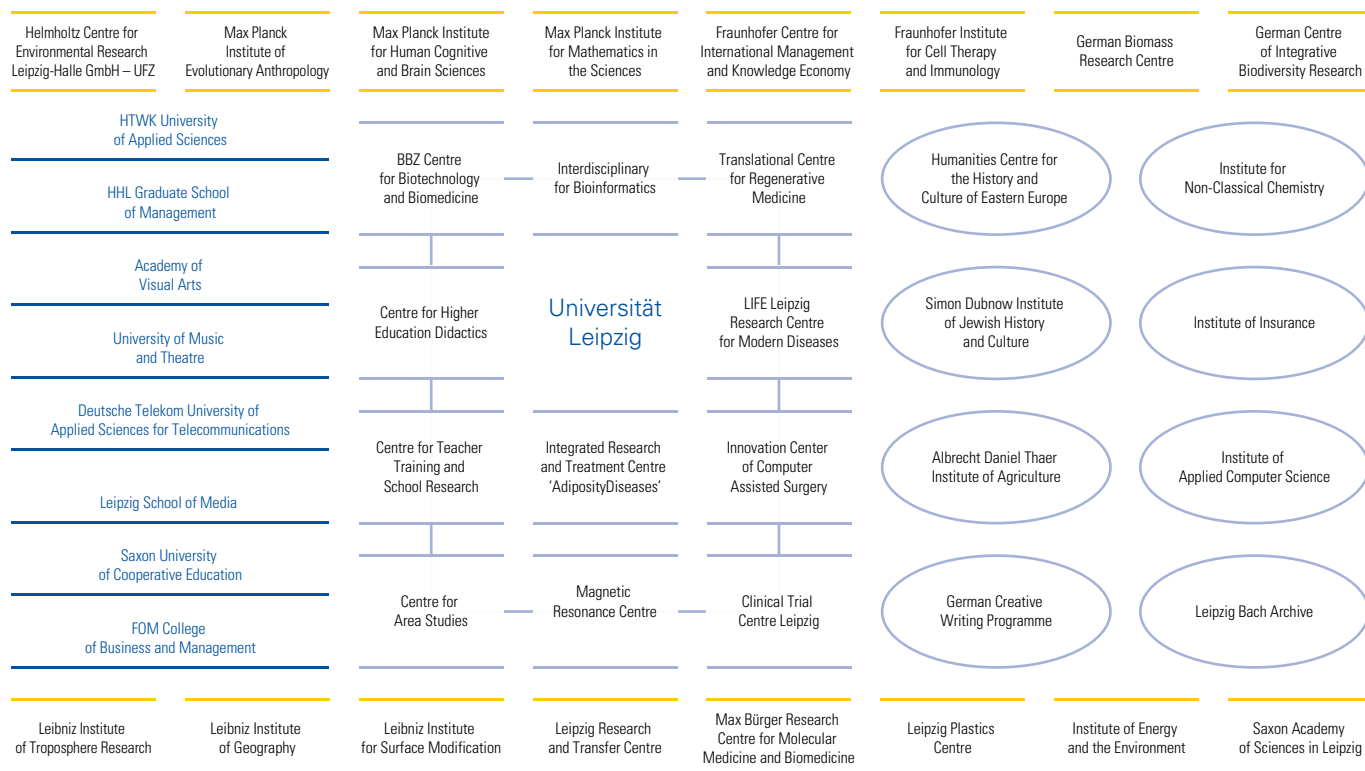 Helmholtz Centre for
Environmental Research
Leipzig-Halle GmbH – UFZ
Max Planck
Institute of
Evolutionary Anthropology
Max Planck Institute
for Human Cognitive
and Brain Sciences
Max Planck Institute
for Mathematics in
the Sciences
Fraunhofer Centre for
International Management
and Knowledge Economy
Fraunhofer Institute
for Cell Therapy
and Immunology
German Biomass
Research Centre
German Centre
of Integrative
Biodiversity Research
HTWK University
of Applied Sciences
HHL Graduate School
of Management
Academy of
Visual Arts
University of Music
and Theatre
Deutsche Telekom University of
Applied Sciences for Telecommunications
Leipzig School of Media
Saxon University
of Cooperative Education
FOM College
of Business and Management
BBZ Centre
for Biotechnology
and Biomedicine
Interdisciplinary
for Bioinformatics
Translational Centre
for Regenerative
Medicine
Humanities Centre for
the History and
Culture of Eastern Europe
Institute for
Non-Classical Chemistry
Centre for Higher
Education Didactics
Universität
Leipzig
LIFE Leipzig
Research Centre
for Modern Diseases
Simon Dubnow Institute
of Jewish History
and Culture
Institute of Insurance
Centre for Teacher
Training and
School Research
Integrated Research
and Treatment Centre
'AdiposityDiseases'
Innovation Center
of Computer
Assisted Surgery
Albrecht Daniel Thaer
Institute of Agriculture
Institute of
Applied Computer Science
Centre for
Area Studies
Magnetic
Resonance Centre
Clinical Trial
Centre Leipzig
German Creative
Writing Programme
Leipzig Bach Archive
Leibniz Institute
of Troposphere Research
Leibniz Institute
of Geography
Leibniz Institute
for Surface Modification
Leipzig Research
and Transfer Centre
Max Bürger Research
Centre for Molecular
Medicine and Biomedicine
Leipzig Plastics
Centre
Institute of Energy
and the Environment
Saxon Academy
of Sciences in Leipzig